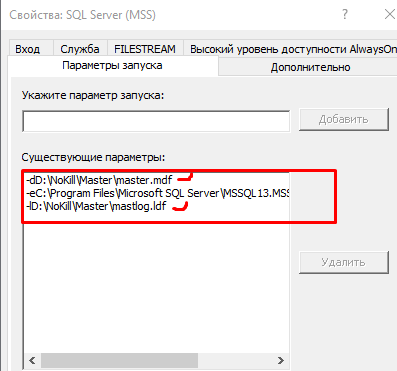 Свойства: SQL Server (MSS)
Вход Служба FILESTREAM Высокий уровень доступности AlwaysOn
Параметры запуска Дополнительно
Укажите параметр запуска:
Добавить
Существующие параметры:
-dD:\NoKill\Master\master.mdf
-eC:\Program Files\Microsoft SQL Server\MSSQL13.MSS
-lD:\NoKill\Master\mastlog.ldf
Удалить